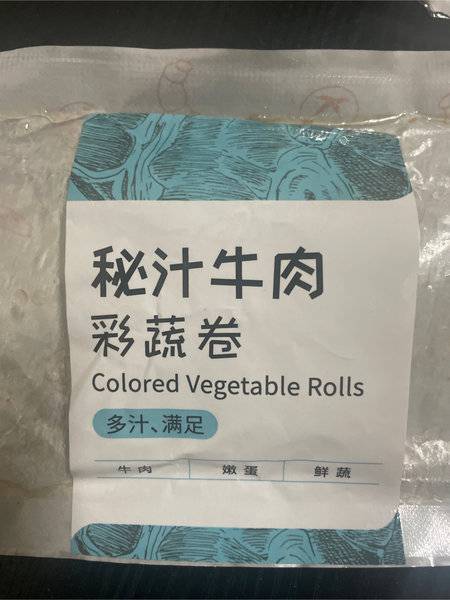 秘汁牛肉
彩蔬卷
Colored Vegetable Rolls
多汁、满足
牛肉 嫩蛋 鲜蔬